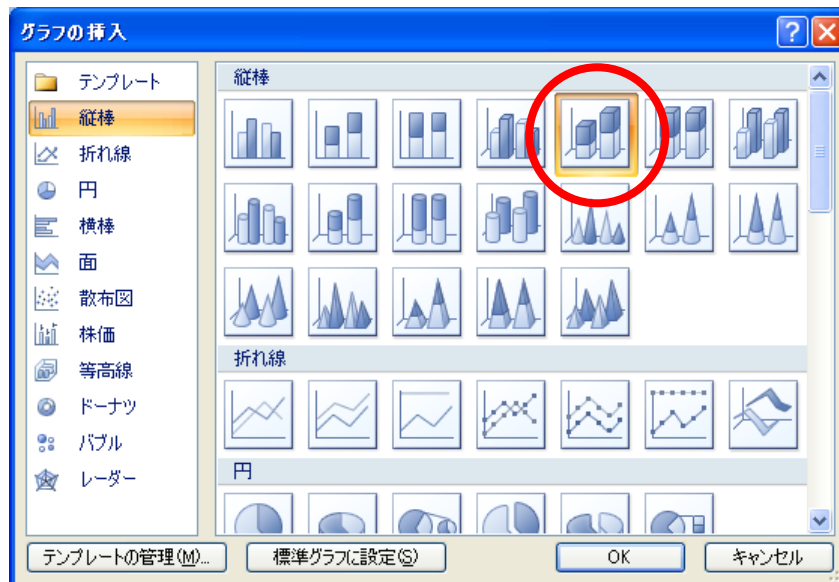 グラフの挿入
テンプレート
縦棒
折れ線
円
横棒
面
散布図
株価
等高線
ドーナツ
バブル
レーダー
縦棒
折れ線
円
テンプレートの管理(M)...
標準グラフに設定(S)
OK
キャンセル